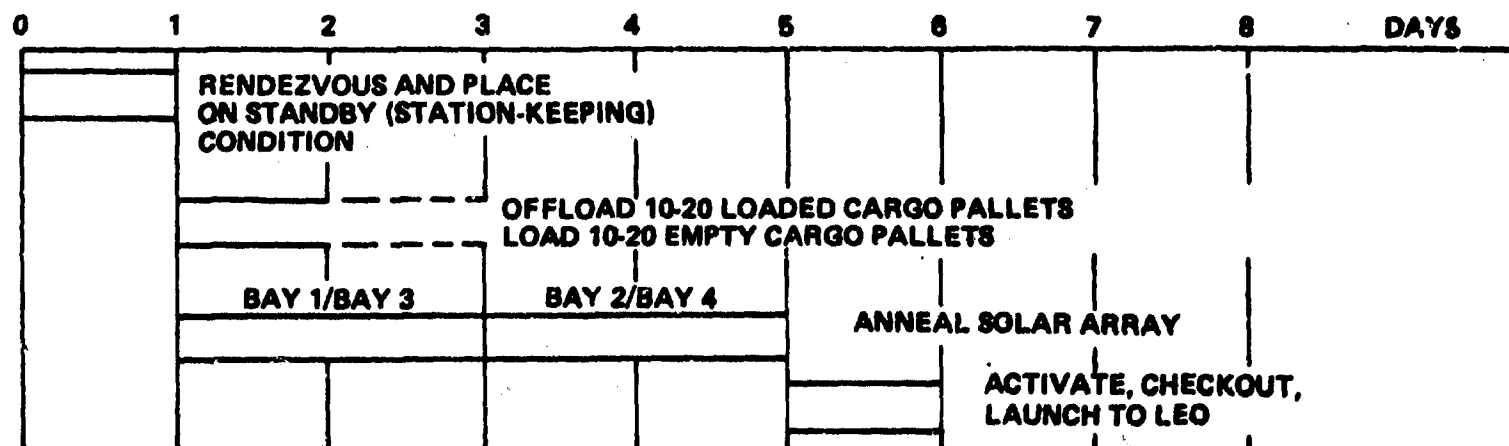 0 1 2 3 4 5 6 7 8 DAYS
RENDEZVOUS AND PLACE
ON STANDBY (STATION-KEEPING)
CONDITION
OFFLOAD 10-20 LOADED CARGO PALLETS
LOAD 10-20 EMPTY CARGO PALLETS
BAY 1/BAY 3 BAY 2/BAY 4
ANNEAL SOLAR ARRAY
ACTIVATE, CHECKOUT,
LAUNCH TO LEO